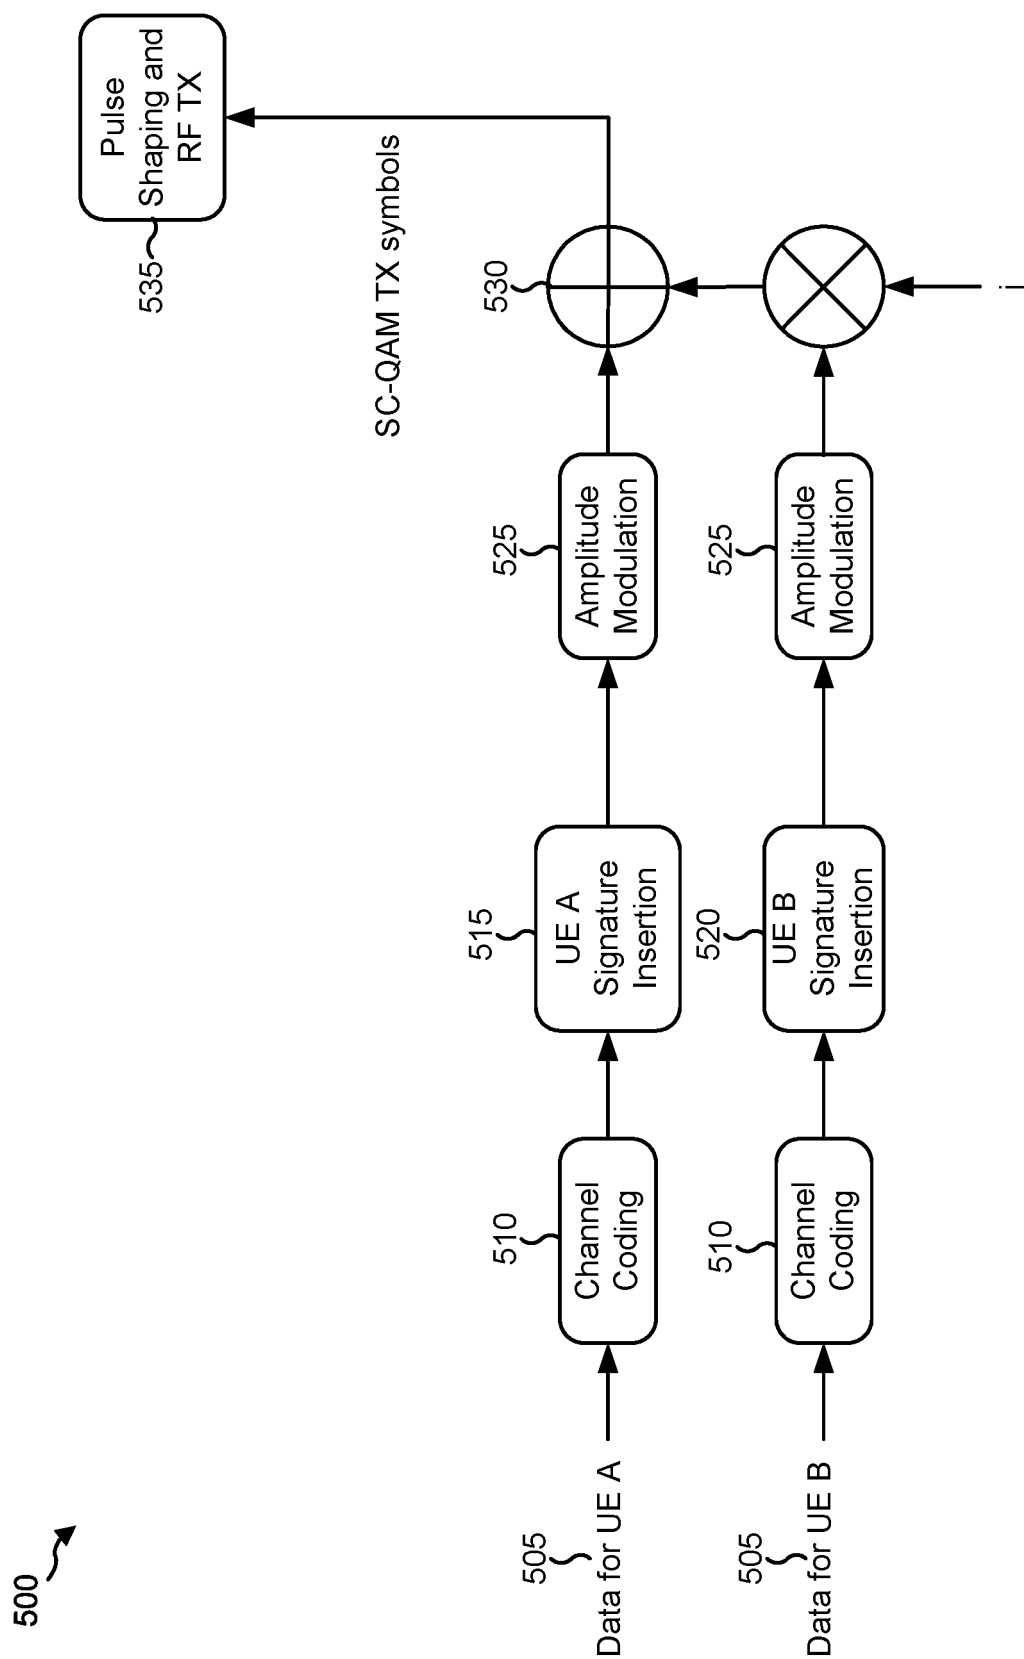 500
505
Data for UE A
510
Channel
Coding
515
UE A
Signature
Insertion
525
Amplitude
Modulation
530
SC-QAM TX symbols
535
Pulse
Shaping and
RF TX
505
Data for UE B
510
Channel
Coding
520
UE B
Signature
Insertion
525
Amplitude
Modulation
i